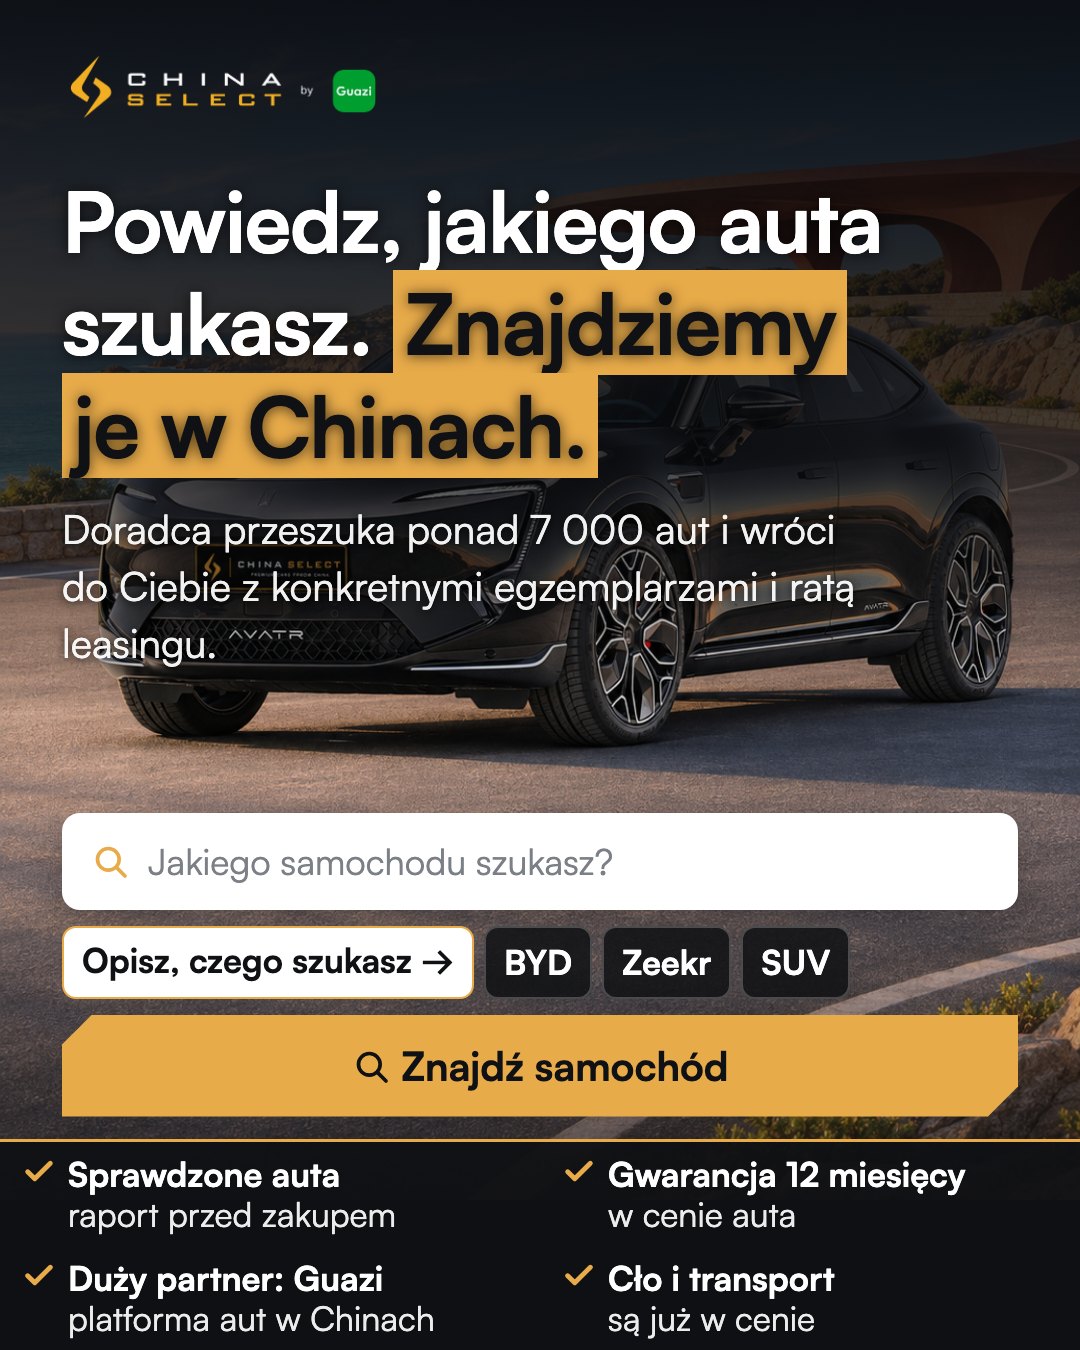 CHINA
SELECT
by
Guazi
Powiedz, jakiego auta
szukasz. Znajdziemy
je w Chinach.
Doradca przeszuka ponad 7 000 aut i wróci
do Ciebie z konkretnymi egzemplarzami i ratą
leasingu.
CHINA SELECT
AVATR
AVATR
Jakiego samochodu szukasz?
Opisz, czego szukasz →
BYD
Zeekr
SUV
Znajdź samochód
Sprawdzone auta
raport przed zakupem
Gwarancja 12 miesięcy
w cenie auta
Duży partner: Guazi
platforma aut w Chinach
Cło i transport
są już w cenie